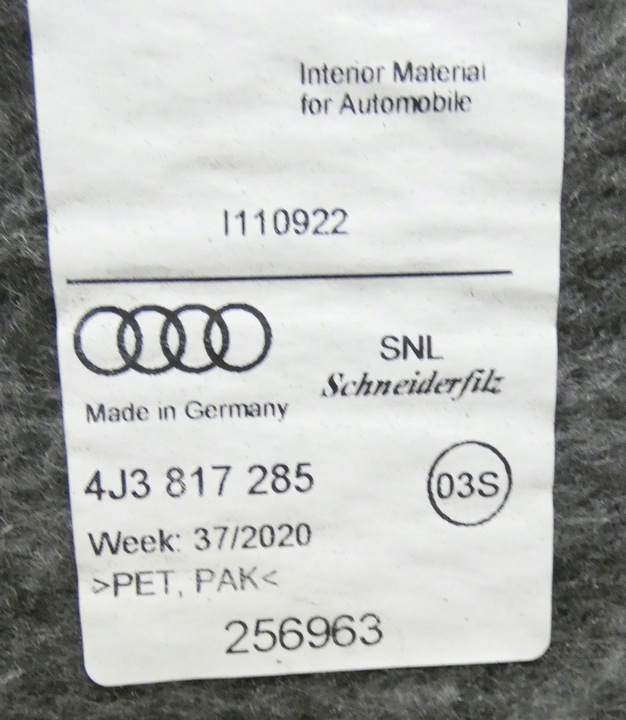 Interior Material
for Automobile
I110922
SNL
Schneiderfilz
Made in Germany
4J3 817 285
03S
Week: 37/2020
>PET, PAK<
256963